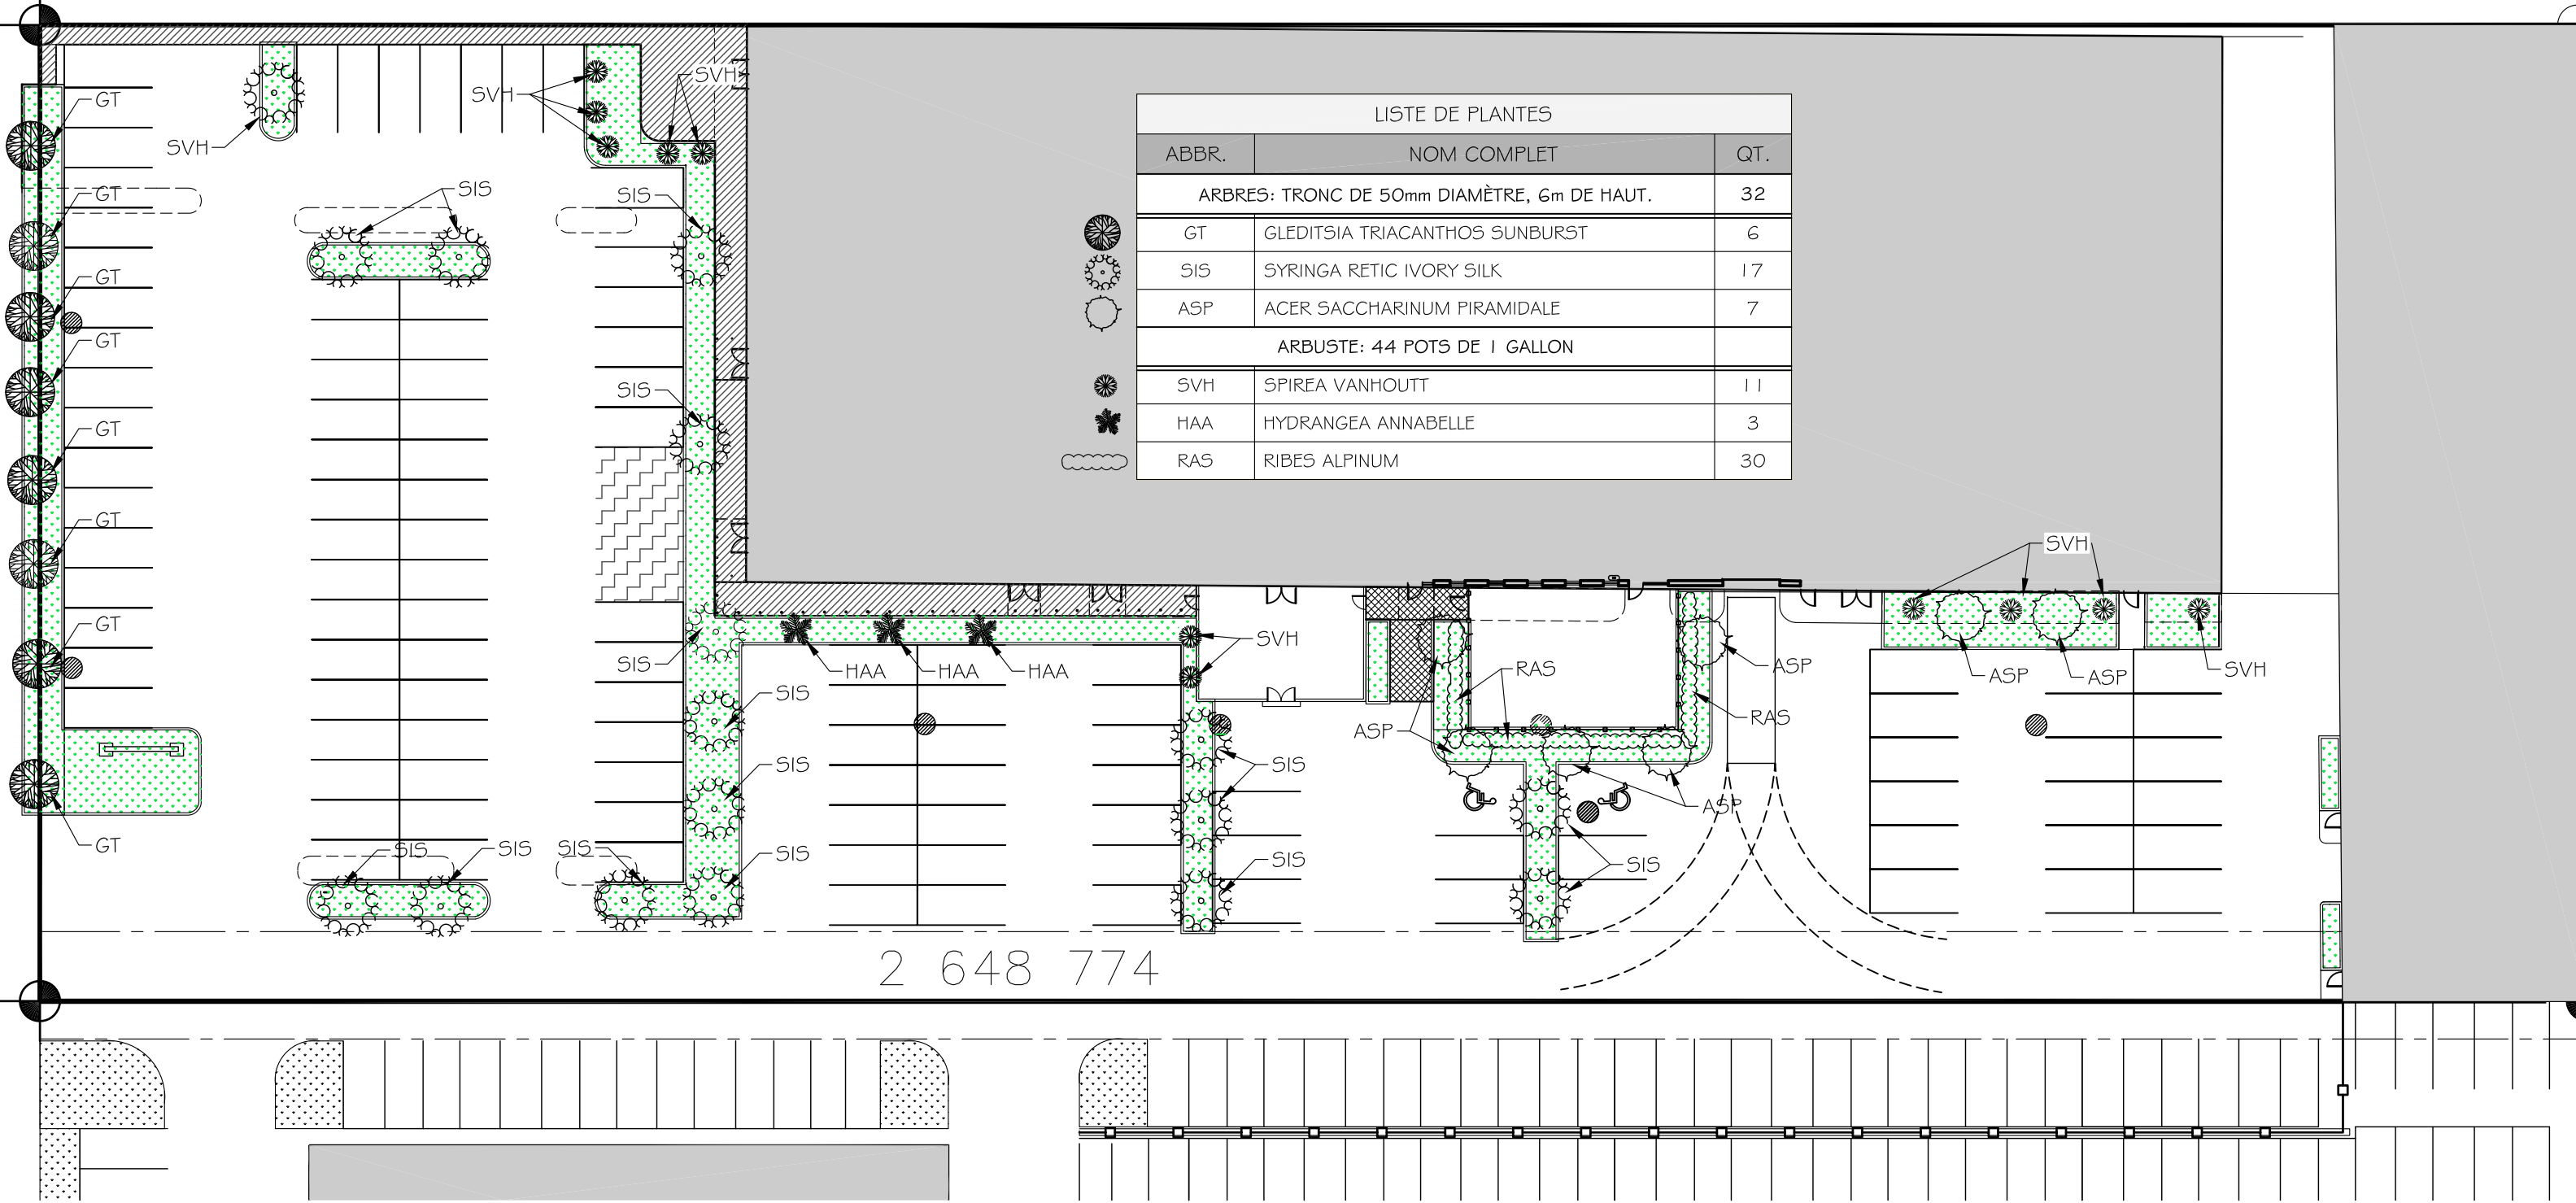 SVH
GT
SVH
SVH
GT
SIS
SIS
GT
GT
SIS
GT
GT
GT
GT
SIS
SIS
SIS
SIS
SIS
SIS
SIS
HAA
HAA
HAA
SVH
SIS
SIS
RAS
RAS
ASP
ASP
ASP
SIS
SVH
ASP
ASP
SVH
LISTE DE PLANTES
ABBR. NOM COMPLET QT.
ARBRES: TRONC DE 50mm DIAMÈTRE, 6m DE HAUT. 32
GT GLEDITSIA TRIACANTHOS SUNBURST 6
SIS SYRINGA RETIC IVORY SILK 17
ASP ACER SACCHARINUM PIRAMIDALE 7
ARBUSTE: 44 POTS DE 1 GALLON
SVH SPIREA VANHOUTT 11
HAA HYDRANGEA ANNABELLE 3
RAS RIBES ALPINUM 30
2 648 774